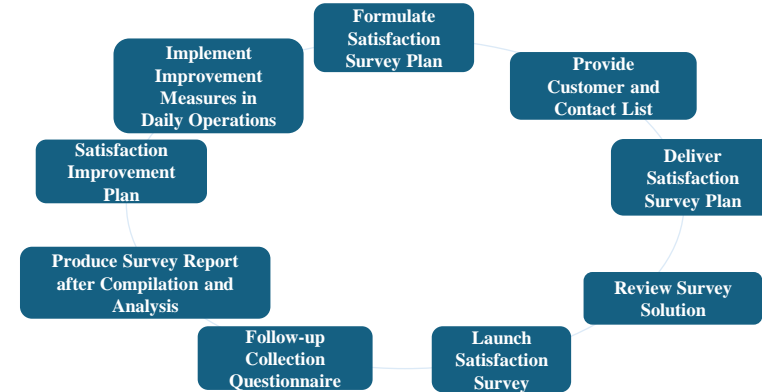 Formulate
Satisfaction
Survey Plan
Provide
Customer and
Contact List
Deliver
Satisfaction
Survey Plan
Review Survey
Solution
Launch
Satisfaction
Survey
Follow-up
Collection
Questionnaire
Produce Survey Report
after Compilation and
Analysis
Satisfaction
Improvement
Plan
Implement
Improvement
Measures in
Daily Operations